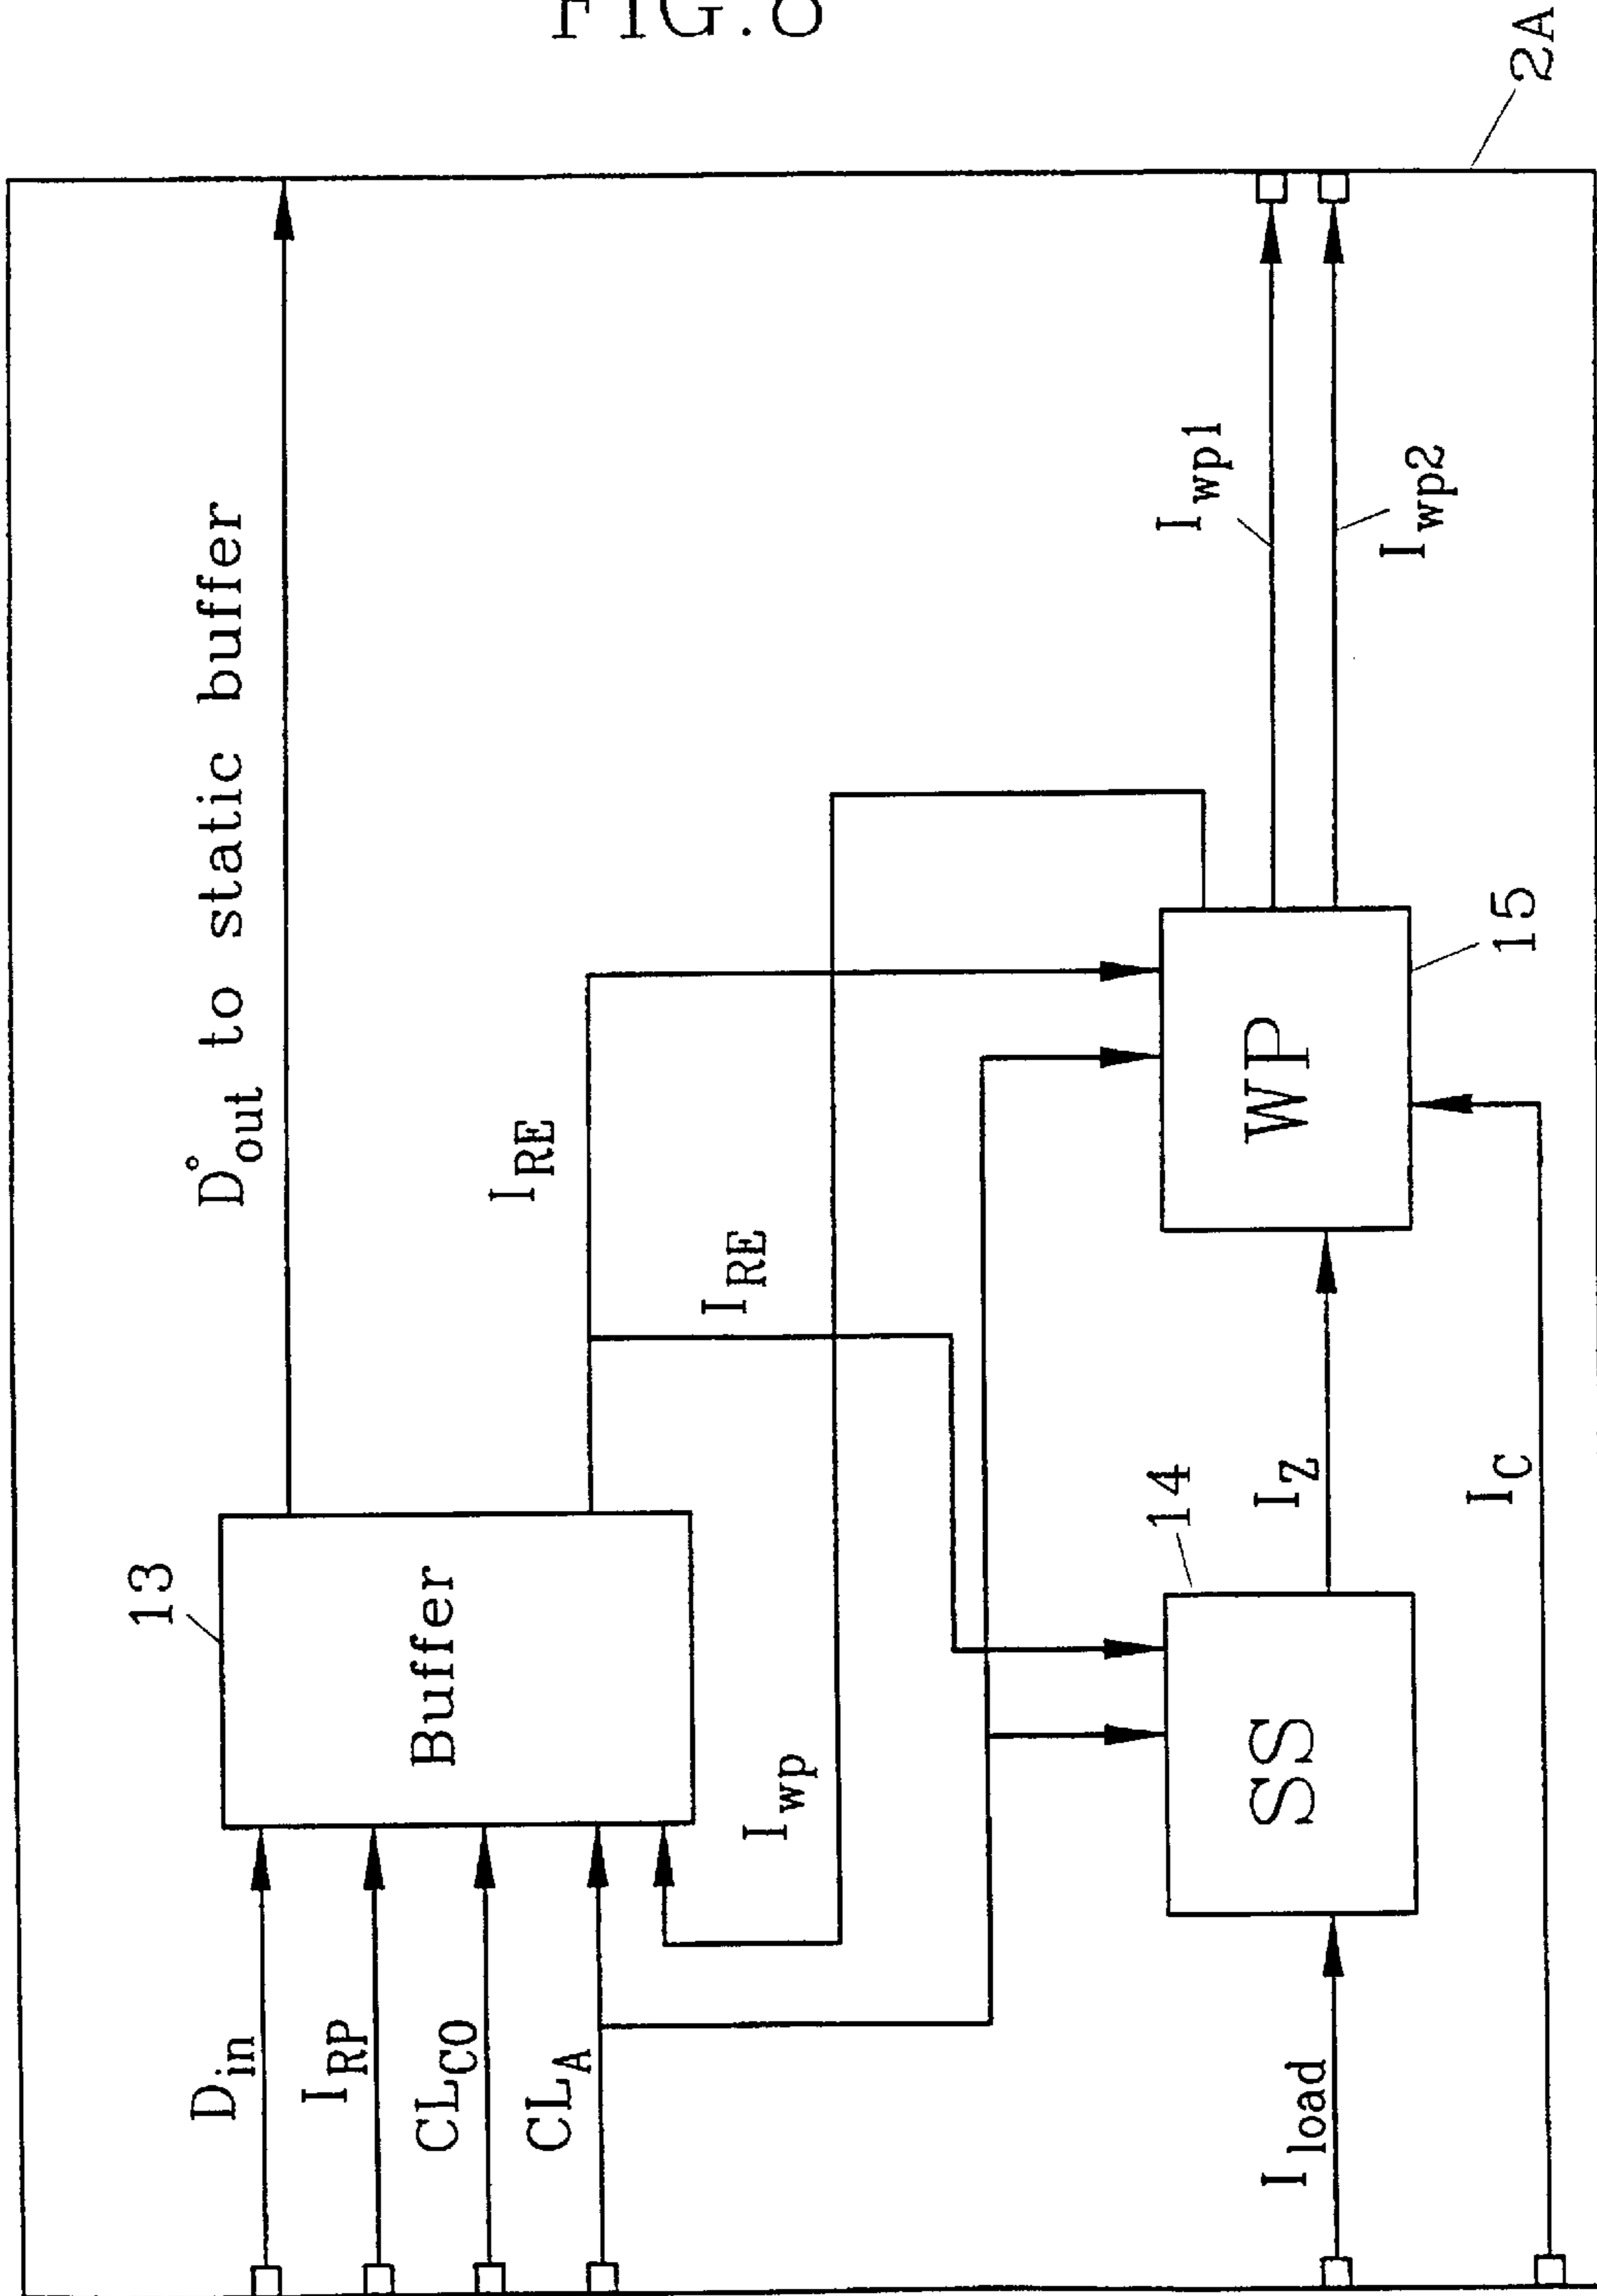 FIG.8
2A
D°out to static buffer
13
Buffer
Din
IRP
CLCO
CLA
IRE
IRE
Iwp
Iwp1
Iwp2
14
SS
IZ
WP
15
Iload
IC